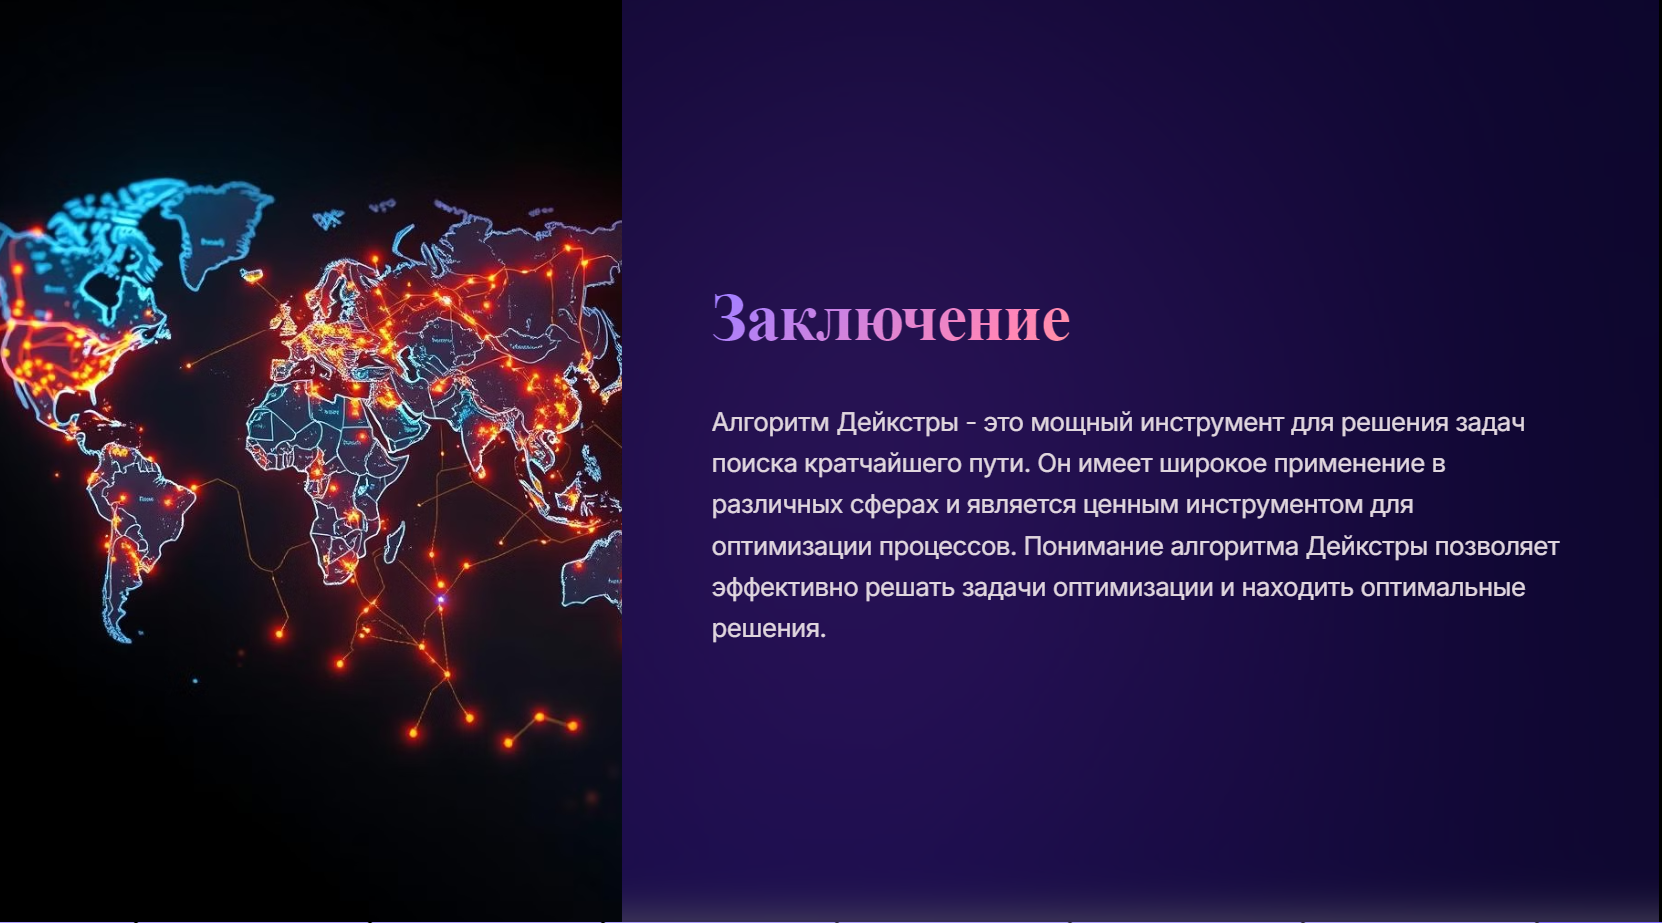 Заключение
Алгоритм Дейкстры - это мощный инструмент для решения задач
поиска кратчайшего пути. Он имеет широкое применение в
различных сферах и является ценным инструментом для
оптимизации процессов. Понимание алгоритма Дейкстры позволяет
эффективно решать задачи оптимизации и находить оптимальные
решения.